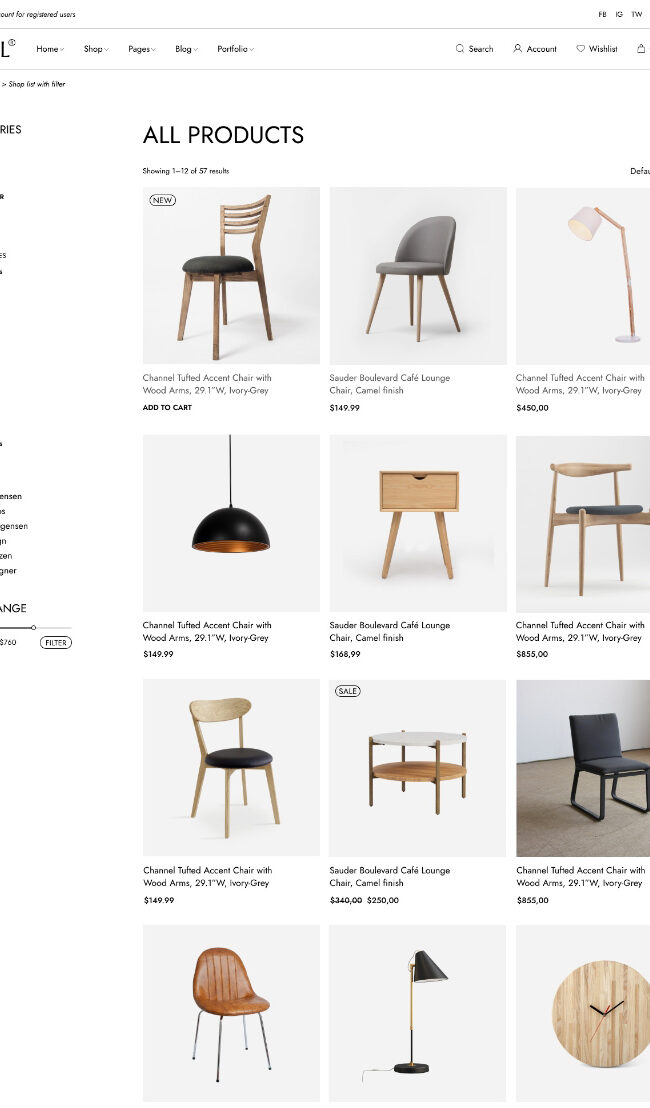 ount for registered users
FB IG TW
L®
Home Shop Pages Blog Portfolio Search Account Wishlist
> Shop list with filter
RIES
ALL PRODUCTS
Showing 1–12 of 57 results
Defau
R
ES
s
NEW
Channel Tufted Accent Chair with
Wood Arms, 29.1"W, Ivory-Grey
ADD TO CART
Sauder Boulevard Café Lounge
Chair, Camel finish
$149.99
Channel Tufted Accent Chair with
Wood Arms, 29.1"W, Ivory-Grey
$450,00
s
ensen
os
gensen
gn
zen
gner
ANGE
$760
FILTER
Channel Tufted Accent Chair with
Wood Arms, 29.1"W, Ivory-Grey
$149.99
Sauder Boulevard Café Lounge
Chair, Camel finish
$168,99
Channel Tufted Accent Chair with
Wood Arms, 29.1"W, Ivory-Grey
$855,00
Channel Tufted Accent Chair with
Wood Arms, 29.1"W, Ivory-Grey
$149.99
SALE
Sauder Boulevard Café Lounge
Chair, Camel finish
$340,00 $250,00
Channel Tufted Accent Chair with
Wood Arms, 29.1"W, Ivory-Grey
$855,00